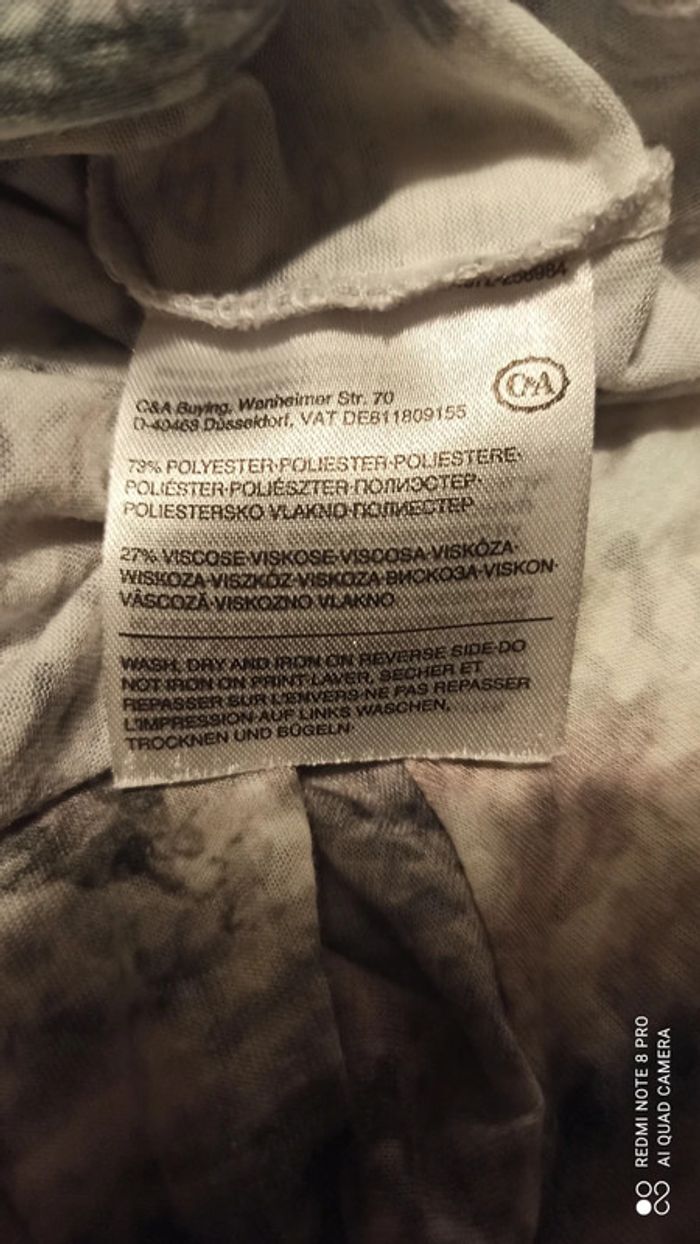 256984
C&A
C&A Buying, Wanheimer Str. 70
D-40468 Düsseldorf, VAT DE811809155
73% POLYESTER·POLIESTER·POLIESTERE·
POLIÉSTER·POLIÉSZTER·ПОЛИЭСТЕР·
POLIESTERSKO VLAKNO·ПОЛИЕСТЕР
27% VISCOSE·VISKOSE·VISCOSA·VISKÓZA·
WISKOZA·VISZKÓZ·VISKOZA·ВИСКОЗА·VISKON·
VÂSCOZĂ·VISKOZNO VLAKNO
WASH, DRY AND IRON ON REVERSE SIDE·DO
NOT IRON ON PRINT·LAVER, SECHER ET
REPASSER SUR L'ENVERS·NE PAS REPASSER
L'IMPRESSION·AUF LINKS WASCHEN,
TROCKNEN UND BÜGELN·
REDMI NOTE 8 PRO
AI QUAD CAMERA